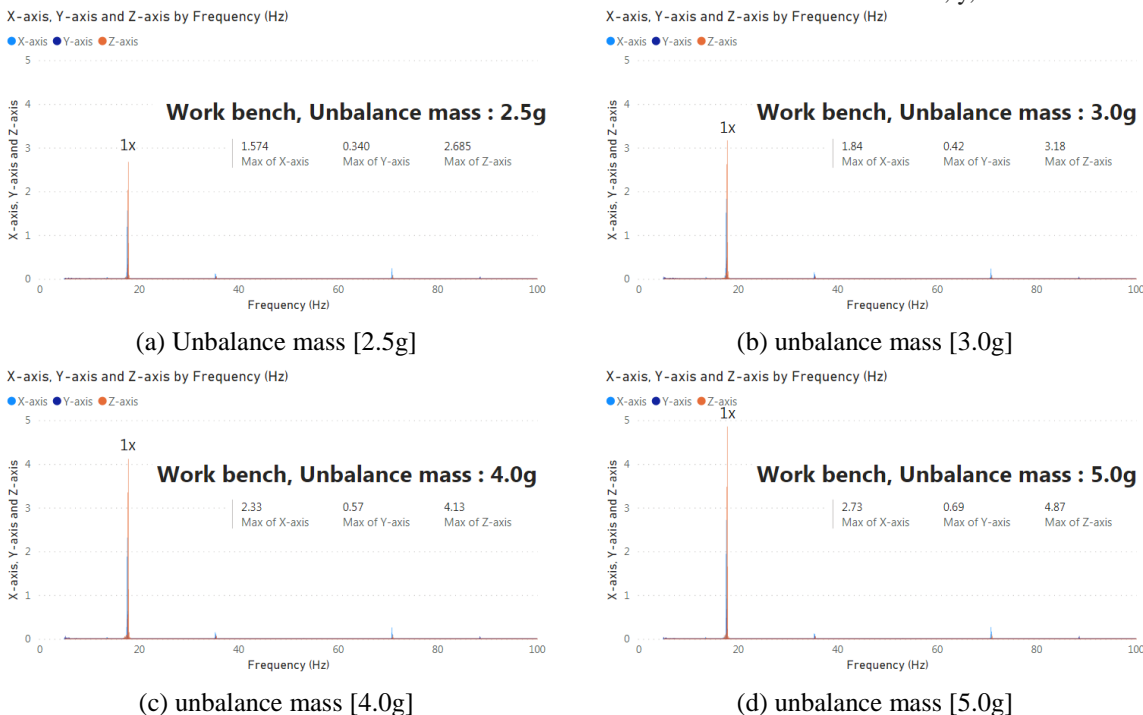 X-axis, Y-axis and Z-axis by Frequency (Hz)
X-axis Y-axis Z-axis
X-axis, Y-axis and Z-axis
5
4
3
2
1
0
Work bench, Unbalance mass : 2.5g
1x
1.574 0.340 2.685
Max of X-axis Max of Y-axis Max of Z-axis
0 20 40 60 80 100
Frequency (Hz)
(a) Unbalance mass [2.5g]
X-axis, Y-axis and Z-axis by Frequency (Hz)
X-axis Y-axis Z-axis
X-axis, Y-axis and Z-axis
5
4
3
2
1
0
Work bench, Unbalance mass : 3.0g
1x
1.84 0.42 3.18
Max of X-axis Max of Y-axis Max of Z-axis
0 20 40 60 80 100
Frequency (Hz)
(b) unbalance mass [3.0g]
X-axis, Y-axis and Z-axis by Frequency (Hz)
X-axis Y-axis Z-axis
X-axis, Y-axis and Z-axis
5
4
3
2
1
0
1x
Work bench, Unbalance mass : 4.0g
2.33 0.57 4.13
Max of X-axis Max of Y-axis Max of Z-axis
0 20 40 60 80 100
Frequency (Hz)
(c) unbalance mass [4.0g]
X-axis, Y-axis and Z-axis by Frequency (Hz)
X-axis Y-axis Z-axis
X-axis, Y-axis and Z-axis
5
4
3
2
1
0
1x
Work bench, Unbalance mass : 5.0g
2.73 0.69 4.87
Max of X-axis Max of Y-axis Max of Z-axis
0 20 40 60 80 100
Frequency (Hz)
(d) unbalance mass [5.0g]